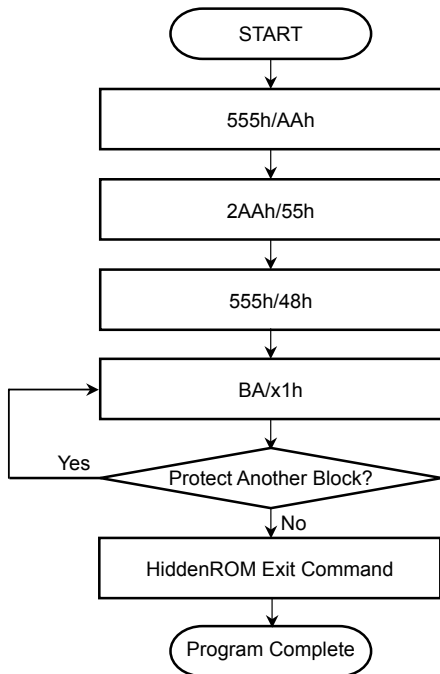 START
555h/AAh
2AAh/55h
555h/48h
BA/x1h
Yes
Protect Another Block?
No
HiddenROM Exit Command
Program Complete